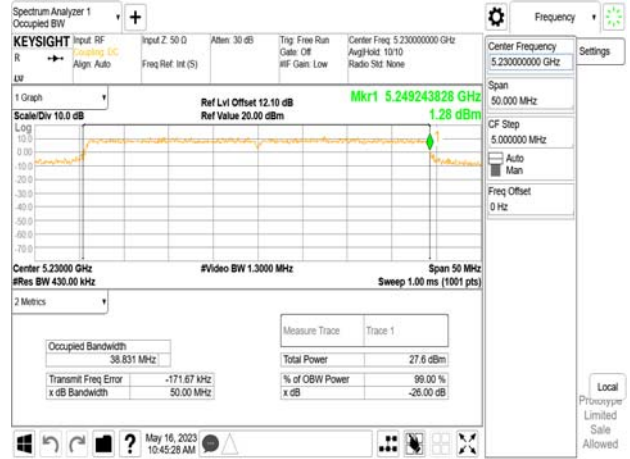 Spectrum Analyzer 1
Occupied BW
Frequency
KEYSIGHT
Input: RF
Coupling: DC
Align: Auto
Input Z: 50 Ω
Freq Ref: Int (S)
Atten: 30 dB
Trig: Free Run
Gate: Off
#IF Gain: Low
Center Freq: 5.230000000 GHz
Avg|Hold: 10/10
Radio Std: None
R
Center Frequency
5.230000000 GHz
Settings
Span
50.000 MHz
CF Step
5.000000 MHz
Auto
Man
Freq Offset
0 Hz
1 Graph
Scale/Div 10.0 dB
Ref Lvl Offset 12.10 dB
Ref Value 20.00 dBm
Mkr1 5.249243828 GHz
1.28 dBm
Log
10.0
0.00
-10.0
-20.0
-30.0
-40.0
-50.0
-60.0
-70.0
1
Center 5.23000 GHz
#Res BW 430.00 kHz
#Video BW 1.3000 MHz
Span 50 MHz
Sweep 1.00 ms (1001 pts)
2 Metrics
Measure Trace Trace 1
Occupied Bandwidth
38.831 MHz
Total Power 27.6 dBm
Transmit Freq Error -171.67 kHz
% of OBW Power 99.00 %
x dB Bandwidth 50.00 MHz
x dB -26.00 dB
Local
Prototype
Limited
Sale
Allowed
?
May 16, 2023
10:45:28 AM